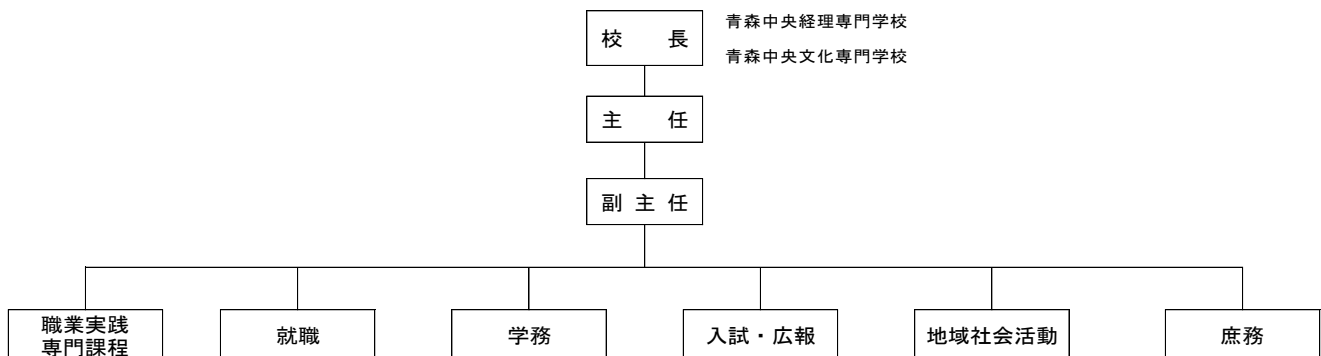 校　長
青森中央経理専門学校
青森中央文化専門学校
主　任
副 主 任
職業実践
専門課程
就職
学務
入試・広報
地域社会活動
庶務